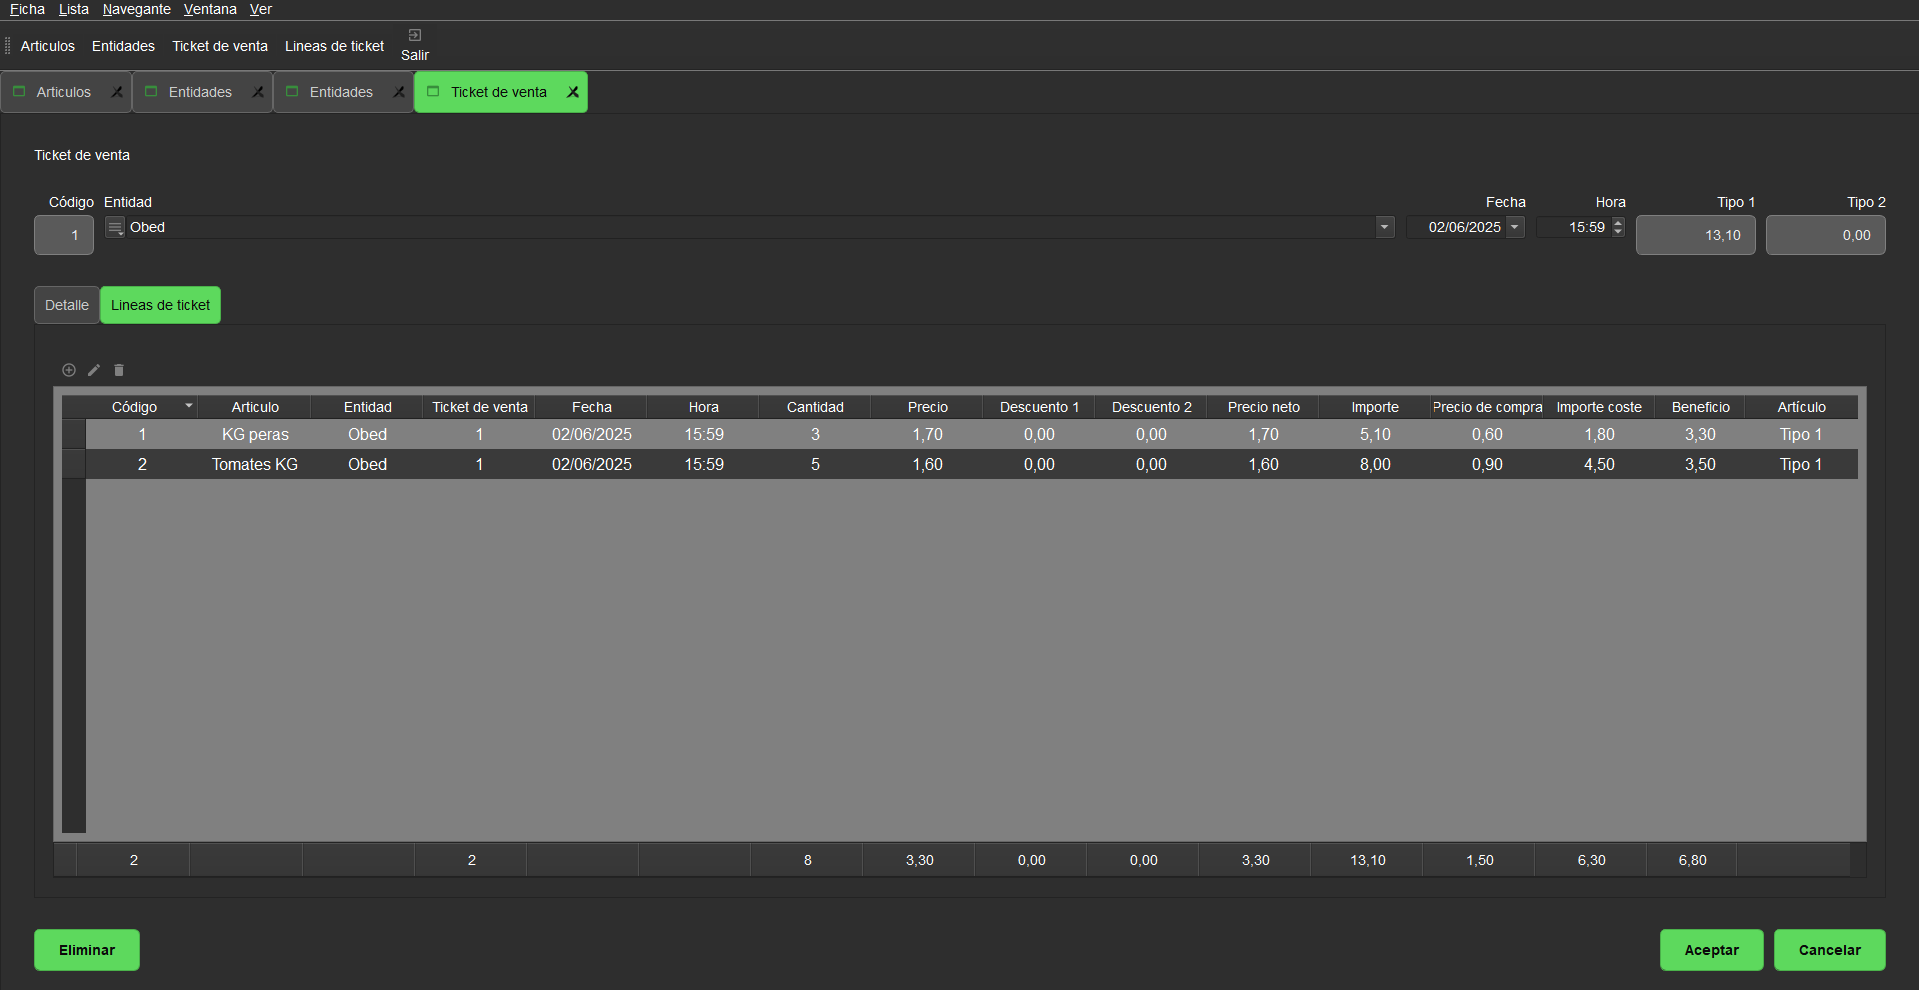 Ficha Lista Navegante Ventana Ver
Articulos Entidades Ticket de venta Lineas de ticket Salir
Articulos Entidades Entidades Ticket de venta
Ticket de venta
Código Entidad Fecha Hora Tipo 1 Tipo 2
1 Obed 02/06/2025 15:59 13,10 0,00
Detalle Lineas de ticket
Código Articulo Entidad Ticket de venta Fecha Hora Cantidad Precio Descuento 1 Descuento 2 Precio neto Importe Precio de compra Importe coste Beneficio Artículo
1 KG peras Obed 1 02/06/2025 15:59 3 1,70 0,00 0,00 1,70 5,10 0,60 1,80 3,30 Tipo 1
2 Tomates KG Obed 1 02/06/2025 15:59 5 1,60 0,00 0,00 1,60 8,00 0,90 4,50 3,50 Tipo 1
2 2 8 3,30 0,00 0,00 3,30 13,10 1,50 6,30 6,80
Eliminar Aceptar Cancelar